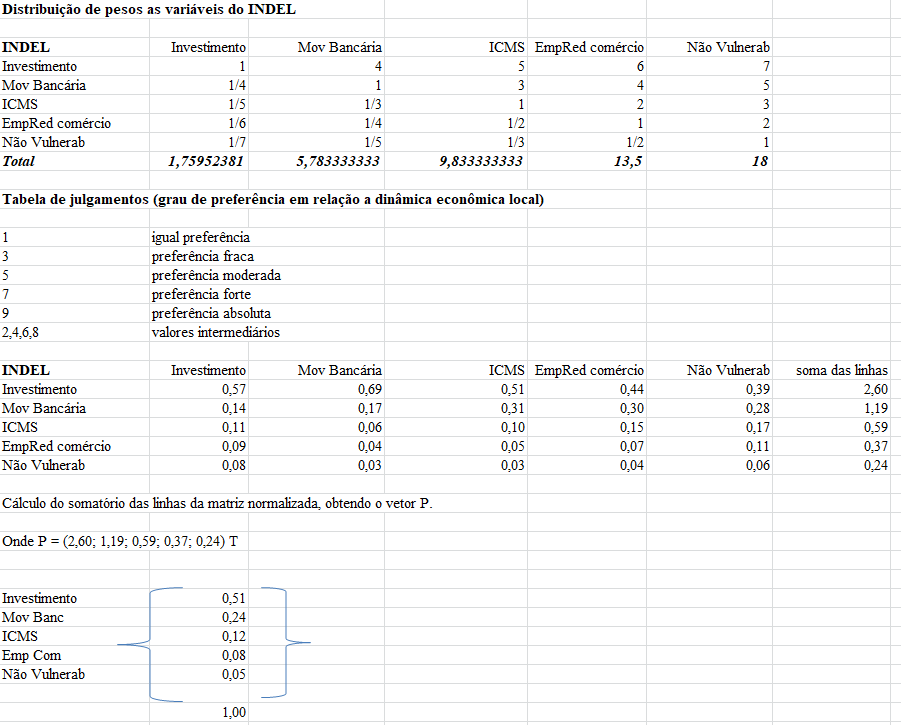 Distribuição de pesos as variáveis do INDEL
INDEL Investimento Mov Bancária ICMS EmpRed comércio Não Vulnerab
Investimento 1 4 5 6 7
Mov Bancária 1/4 1 3 4 5
ICMS 1/5 1/3 1 2 3
EmpRed comércio 1/6 1/4 1/2 1 2
Não Vulnerab 1/7 1/5 1/3 1/2 1
Total 1,75952381 5,783333333 9,833333333 13,5 18
Tabela de julgamentos (grau de preferência em relação a dinâmica econômica local)
1 igual preferência
3 preferência fraca
5 preferência moderada
7 preferência forte
9 preferência absoluta
2,4,6,8 valores intermediários
INDEL Investimento Mov Bancária ICMS EmpRed comércio Não Vulnerab soma das linhas
Investimento 0,57 0,69 0,51 0,44 0,39 2,60
Mov Bancária 0,14 0,17 0,31 0,30 0,28 1,19
ICMS 0,11 0,06 0,10 0,15 0,17 0,59
EmpRed comércio 0,09 0,04 0,05 0,07 0,11 0,37
Não Vulnerab 0,08 0,03 0,03 0,04 0,06 0,24
Cálculo do somatório das linhas da matriz normalizada, obtendo o vetor P.
Onde P = (2,60; 1,19; 0,59; 0,37; 0,24) T
Investimento 0,51
Mov Banc 0,24
ICMS 0,12
Emp Com 0,08
Não Vulnerab 0,05
1,00